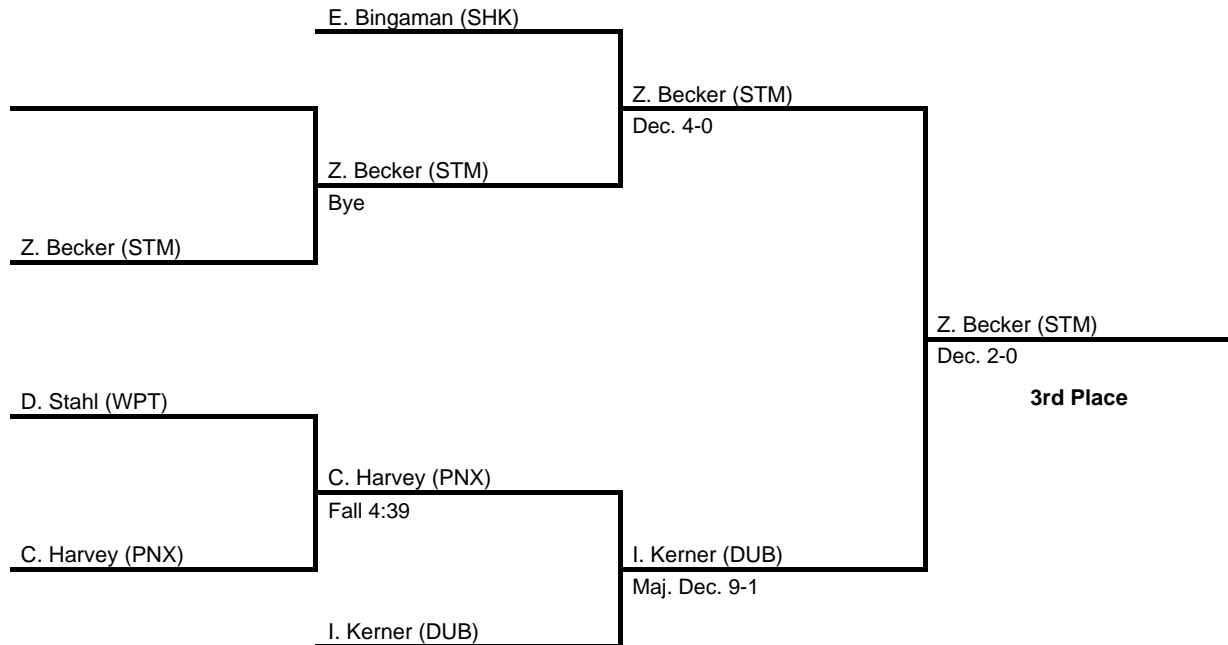 E. Bingaman (SHK)
Z. Becker (STM)
Dec. 4-0
Z. Becker (STM)
Bye
Z. Becker (STM)
Z. Becker (STM)
Dec. 2-0
3rd Place
D. Stahl (WPT)
C. Harvey (PNX)
Fall 4:39
C. Harvey (PNX)
I. Kerner (DUB)
Maj. Dec. 9-1
I. Kerner (DUB)